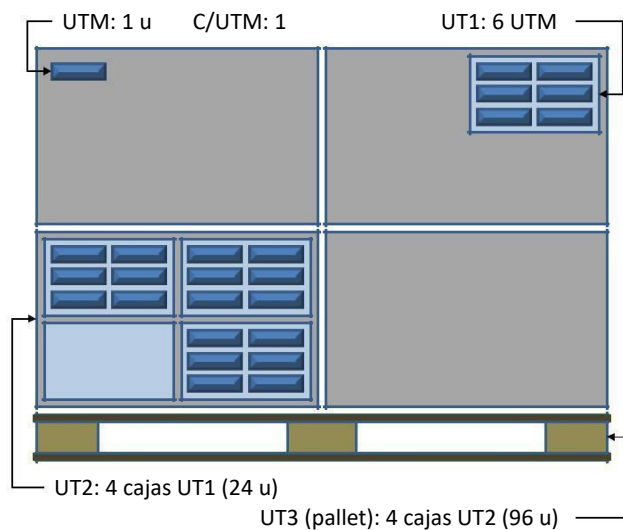 UTM: 1 u C/UTM: 1 UT1: 6 UTM
UT2: 4 cajas UT1 (24 u)
UT3 (pallet): 4 cajas UT2 (96 u)